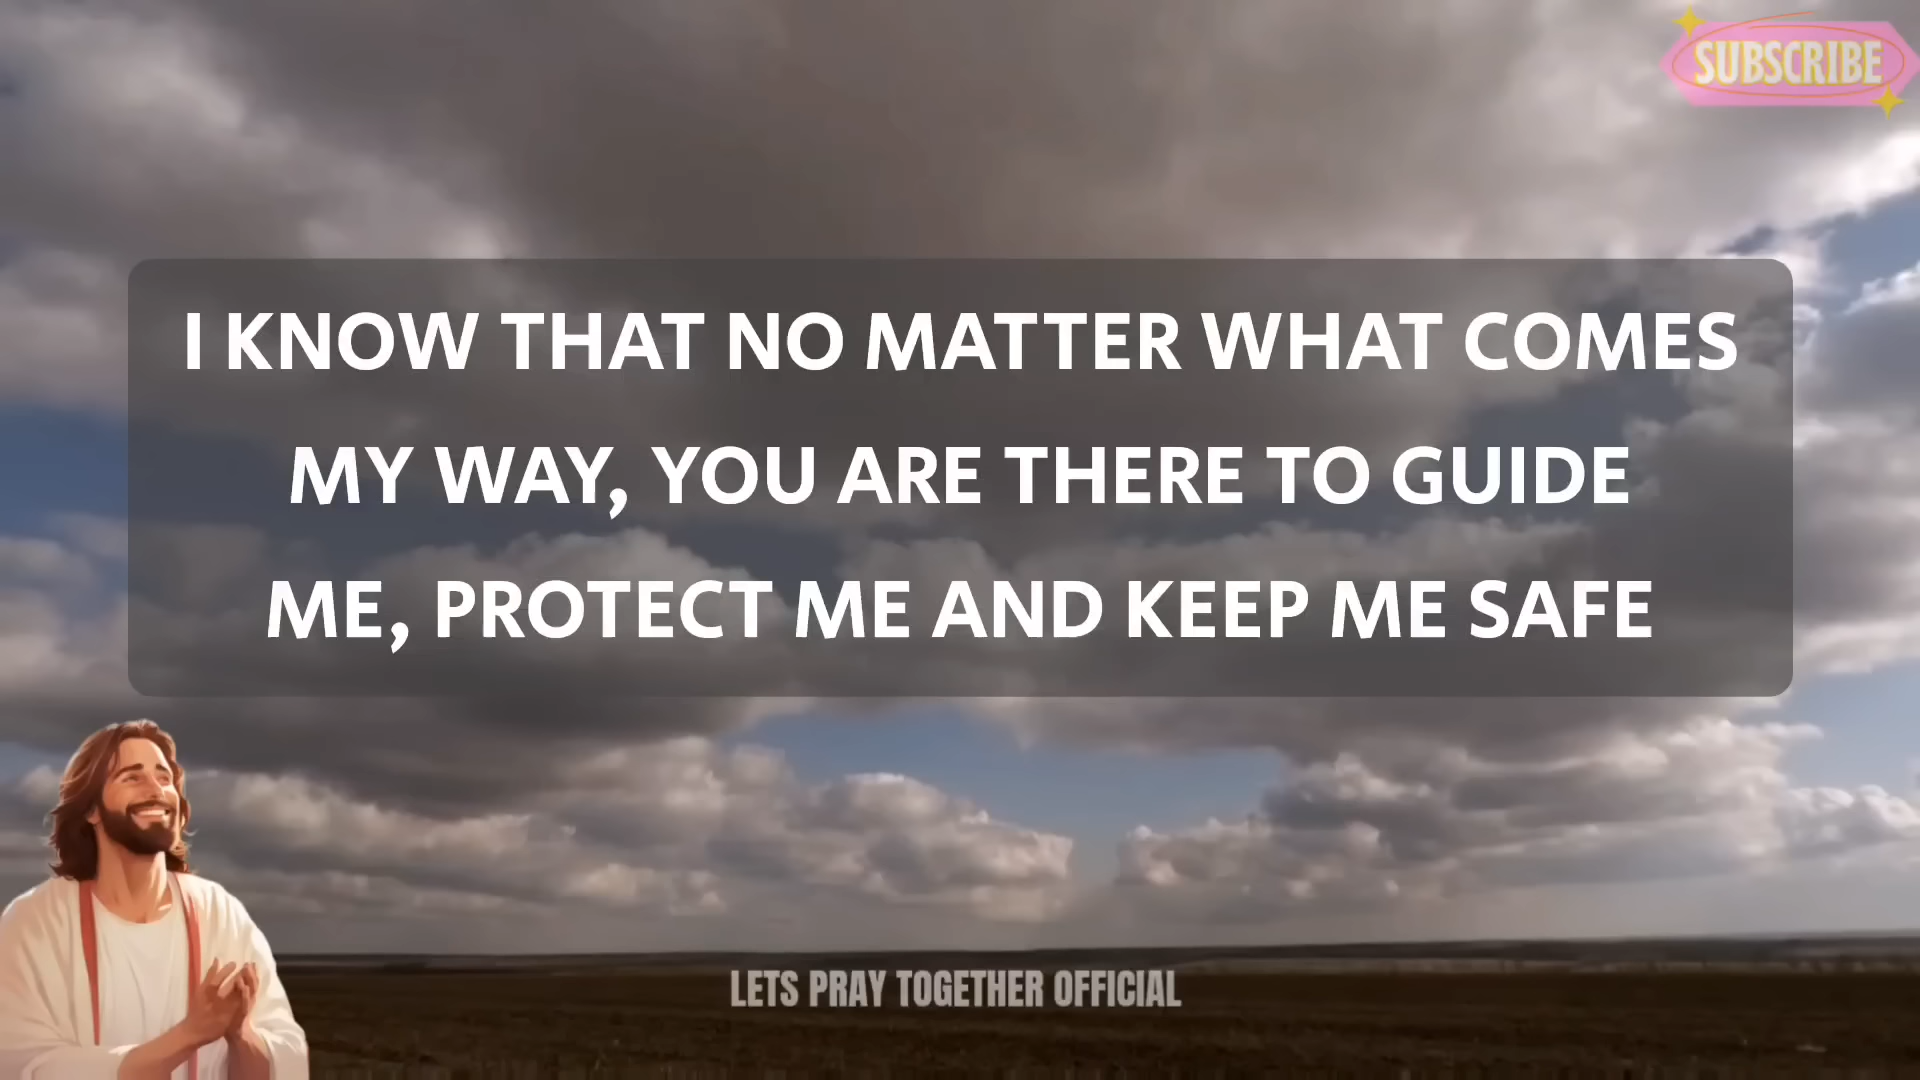 SUBSCRIBE
I KNOW THAT NO MATTER WHAT COMES
MY WAY, YOU ARE THERE TO GUIDE
ME, PROTECT ME AND KEEP ME SAFE
LETS PRAY TOGETHER OFFICIAL